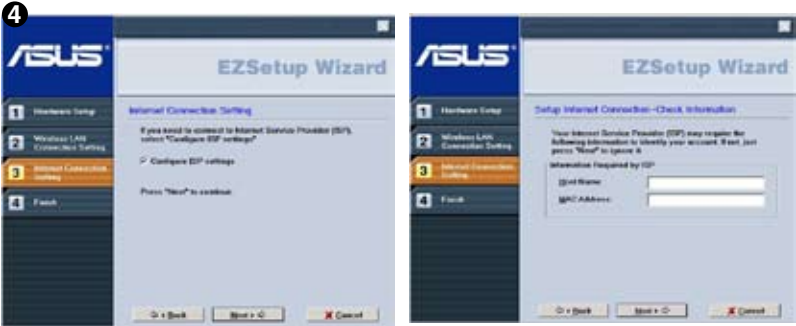 4
ASUS
EZSetup Wizard
1 Hardware Setup
2 Wireless LAN
Connection Setting
3 Internet Connection
Setting
4 Finish
Internet Connection Setting
If you need to connect to Internet Service Provider (ISP),
select "Configure ISP settings"
Configure ISP settings
Press "Next" to continue.
< Back
Next >
Cancel
ASUS
EZSetup Wizard
1 Hardware Setup
2 Wireless LAN
Connection Setting
3 Internet Connection
Setting
4 Finish
Setup Internet Connection-Check Information
Your Internet Service Provider (ISP) may require the
following information to identify your account. If not, just
press "Next" to ignore it.
Information Required by ISP
Host Name:
MAC Address:
< Back
Next >
Cancel